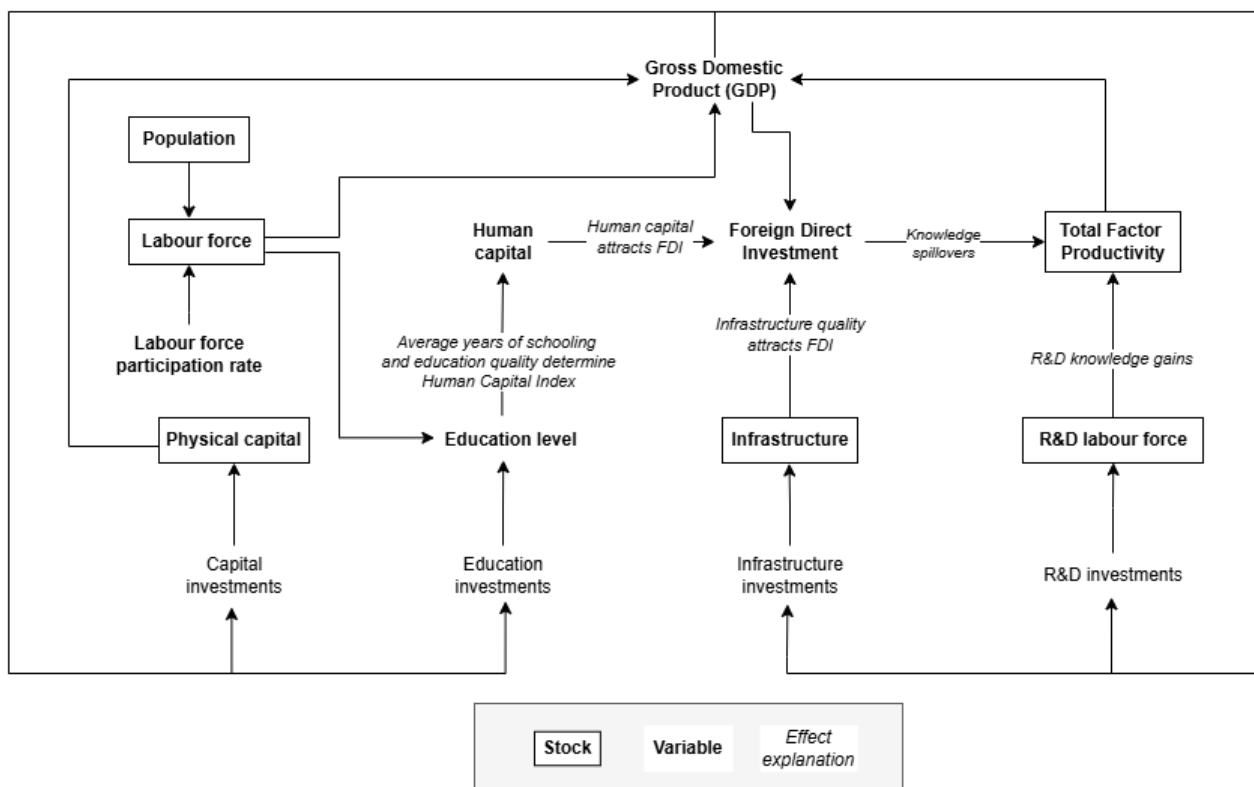 Gross Domestic
Product (GDP)
Population
Labour force
Labour force
participation rate
Human
capital
Human capital
attracts FDI
Foreign Direct
Investment
Knowledge
spillovers
Total Factor
Productivity
Average years of schooling
and education quality determine
Human Capital Index
Infrastructure quality
attracts FDI
R&D knowledge gains
Physical capital
Education level
Infrastructure
R&D labour force
Capital
investments
Education
investments
Infrastructure
investments
R&D investments
Stock
Variable
Effect
explanation